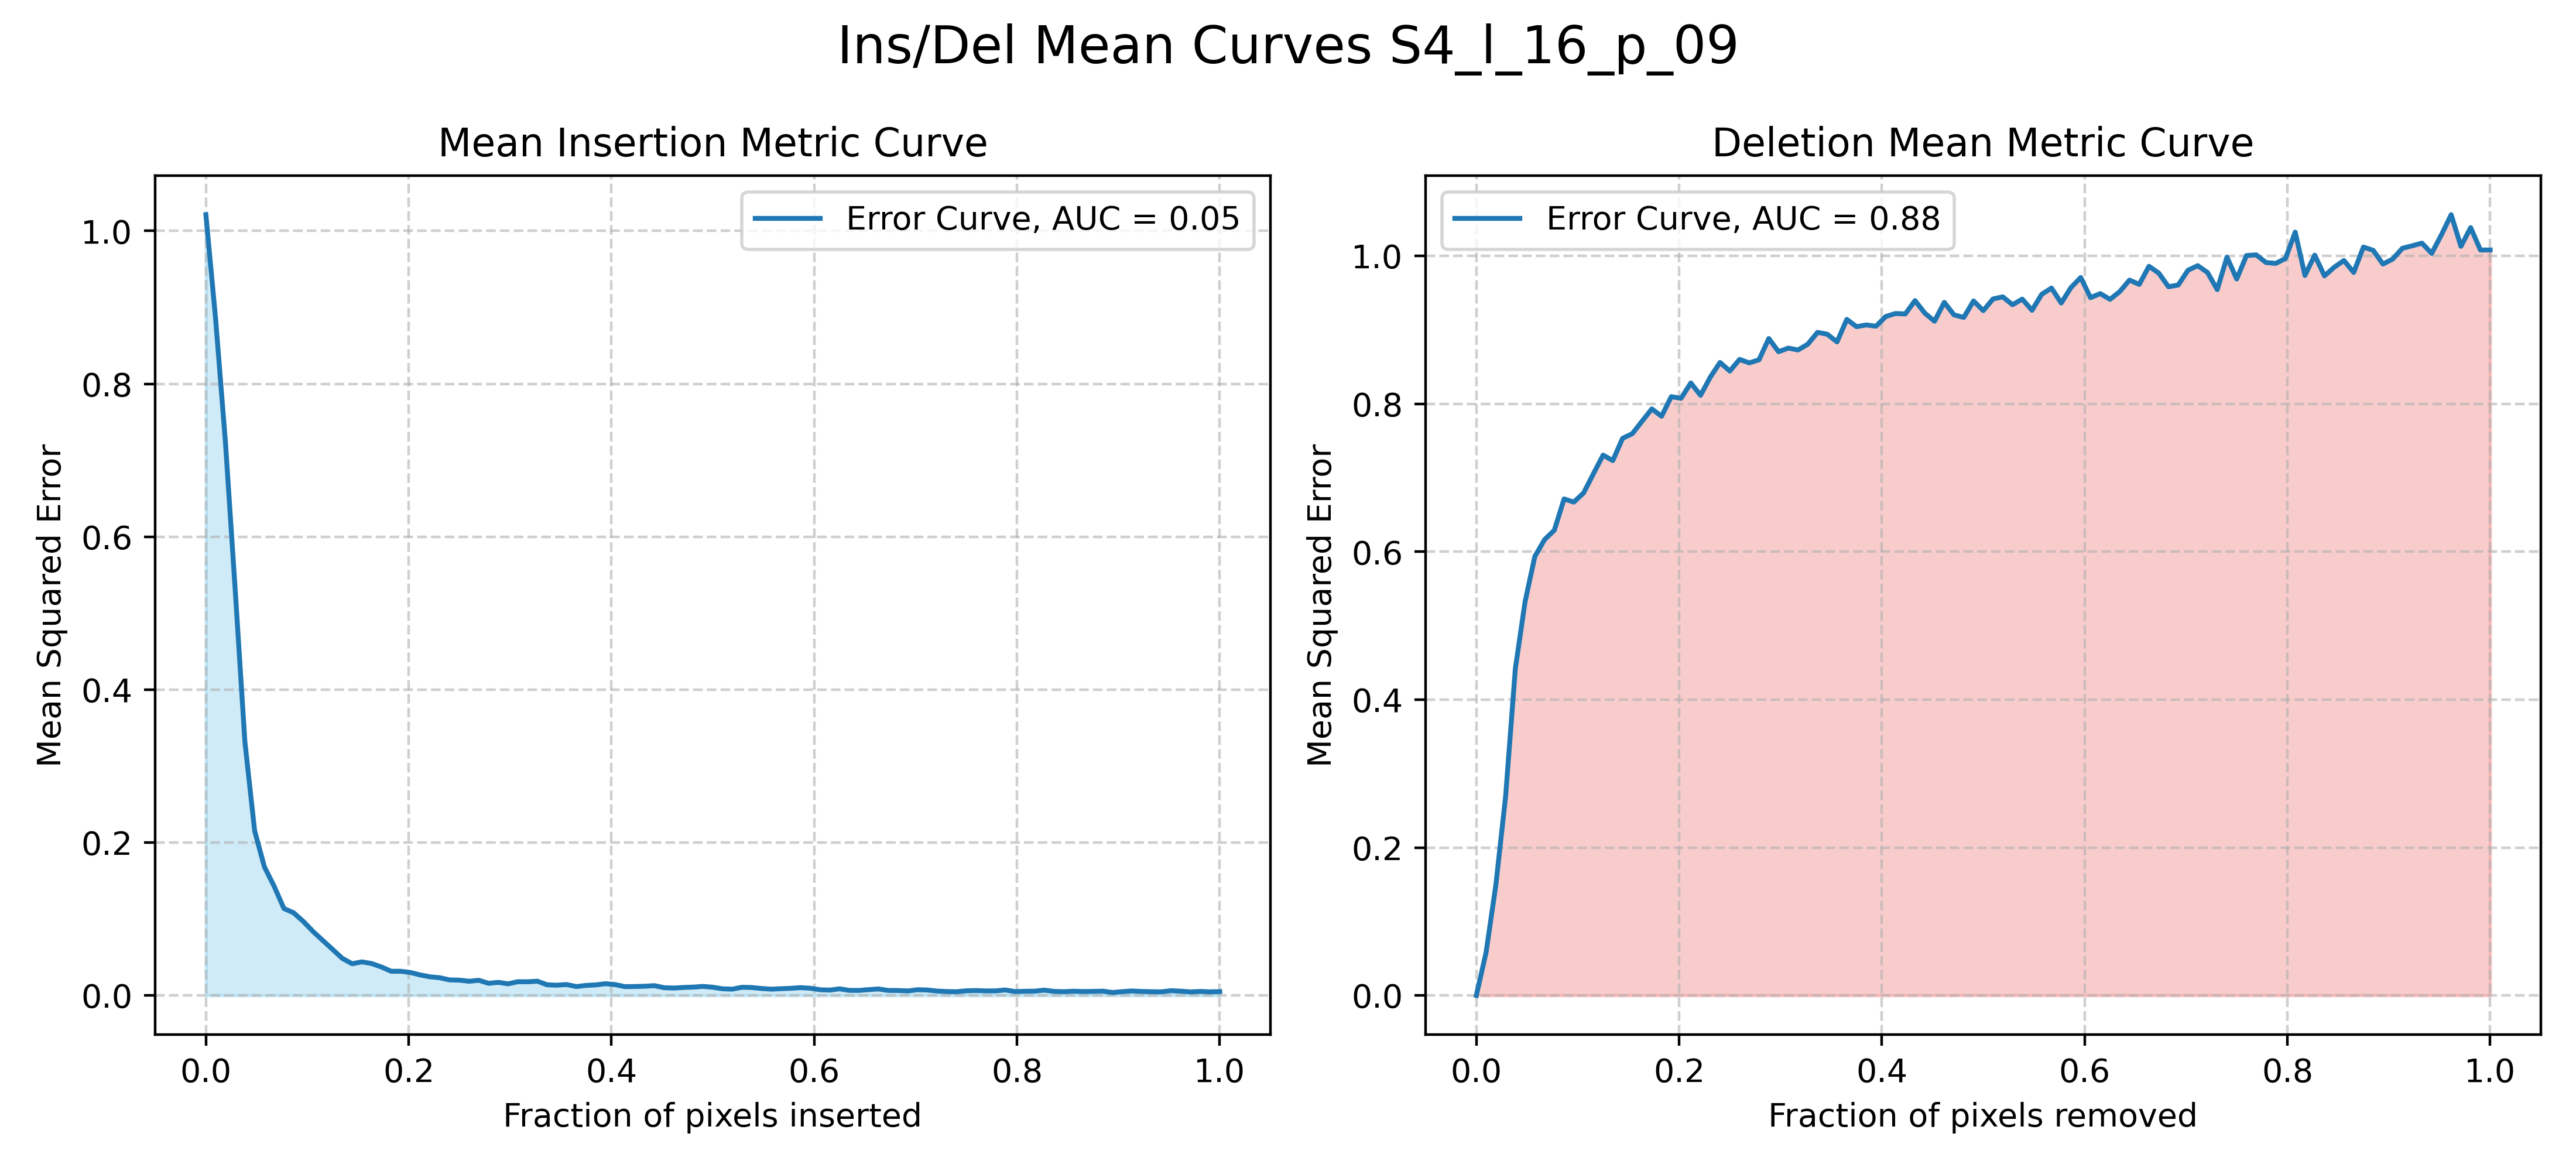 Ins/Del Mean Curves S4_l_16_p_09
Mean Insertion Metric Curve
Error Curve, AUC = 0.05
Mean Squared Error
1.0
0.8
0.6
0.4
0.2
0.0
0.0 0.2 0.4 0.6 0.8 1.0
Fraction of pixels inserted
Deletion Mean Metric Curve
Error Curve, AUC = 0.88
Mean Squared Error
1.0
0.8
0.6
0.4
0.2
0.0
0.0 0.2 0.4 0.6 0.8 1.0
Fraction of pixels removed